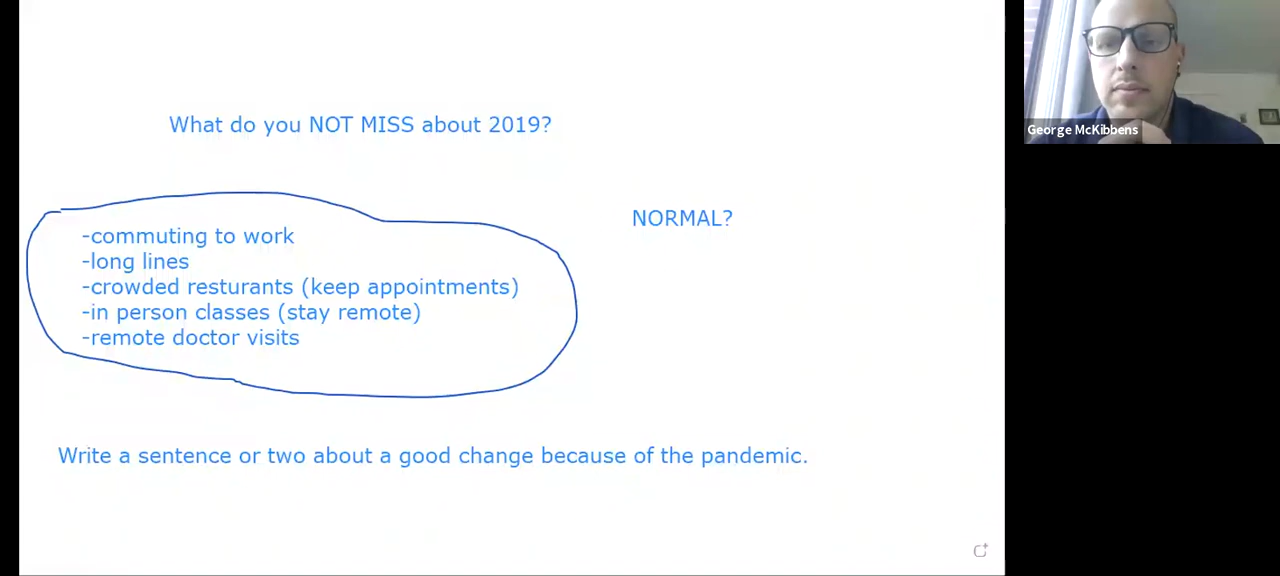 What do you NOT MISS about 2019?
George McKibbens
NORMAL?
-commuting to work
-long lines
-crowded resturants (keep appointments)
-in person classes (stay remote)
-remote doctor visits
Write a sentence or two about a good change because of the pandemic.